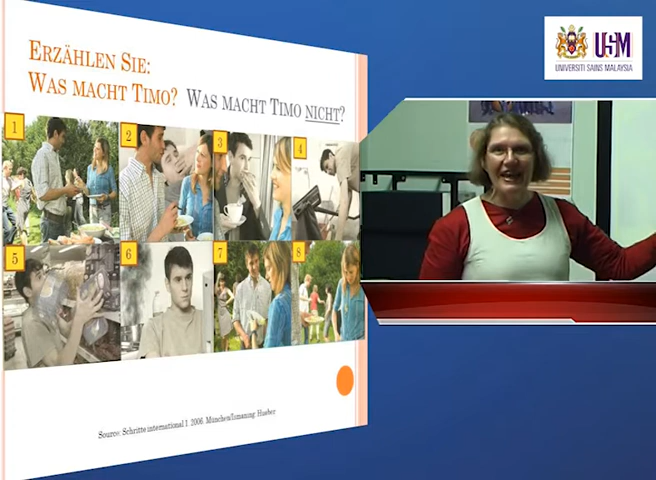 ERZÄHLEN SIE:
WAS MACHT TIMO? WAS MACHT TIMO NICHT?
1
2
3
4
5
6
7
8
Source: Schritte international 1. 2006. München/Ismaning: Hueber
USM
UNIVERSITI SAINS MALAYSIA